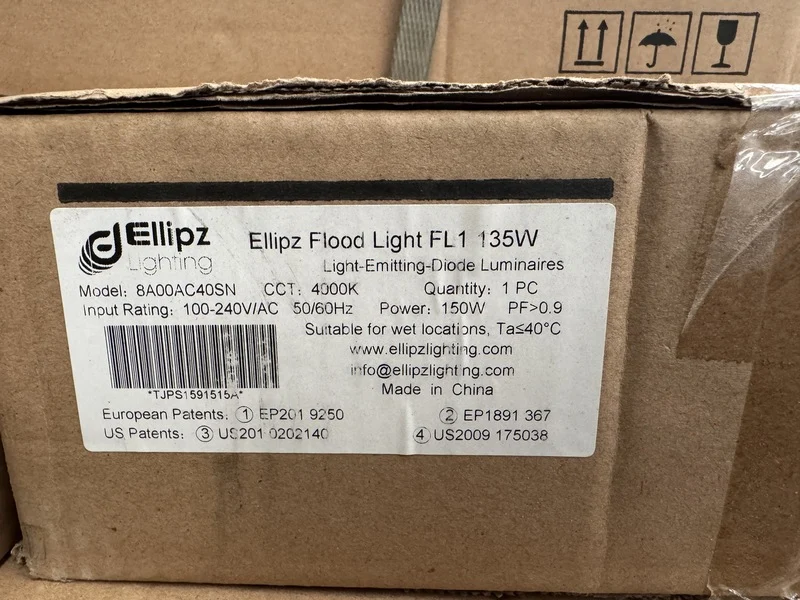 Ellipz
Lighting
Ellipz Flood Light FL1 135W
Light-Emitting-Diode Luminaires
Model: 8A00AC40SN CCT: 4000K Quantity: 1 PC
Input Rating: 100-240V/AC 50/60Hz Power: 150W PF>0.9
Suitable for wet locations, Ta≤40°C
www.ellipzlighting.com
info@ellipzlighting.com
Made in China
*TJPS1591515A*
European Patents: ① EP201 9250 ② EP1891 367
US Patents: ③ US201 0202140 ④ US2009 175038